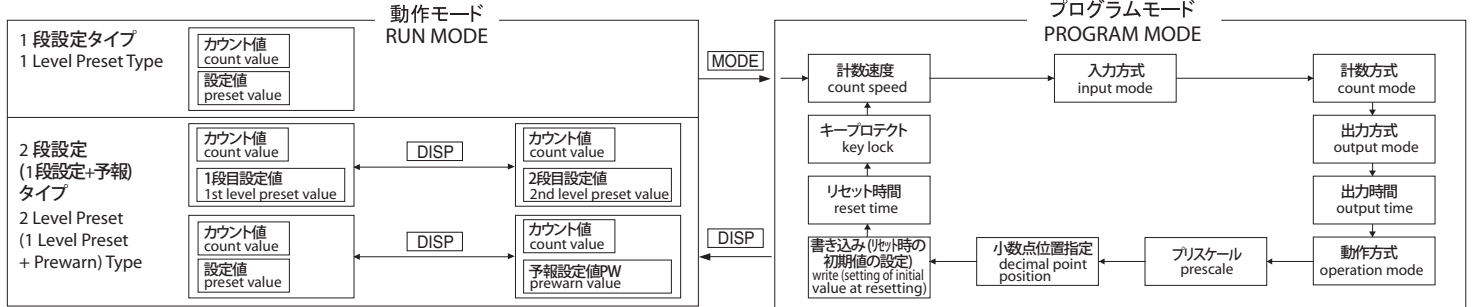 動作モード
RUN MODE
1 段設定タイプ
1 Level Preset Type
カウント値
count value
設定値
preset value
2 段設定
(1段設定+予報)
タイプ
2 Level Preset
(1 Level Preset
+ Prewarn) Type
カウント値
count value
1段目設定値
1st level preset value
DISP
カウント値
count value
2段目設定値
2nd level preset value
カウント値
count value
設定値
preset value
DISP
カウント値
count value
予報設定値PW
prewarn value
MODE
DISP
プログラムモード
PROGRAM MODE
計数速度
count speed
入力方式
input mode
計数方式
count mode
キープロテクト
key lock
出力方式
output mode
リセット時間
reset time
出力時間
output time
書き込み(リセット時の
初期値の設定)
write (setting of initial
value at resetting)
小数点位置指定
decimal point
position
プリスケール
prescale
動作方式
operation mode